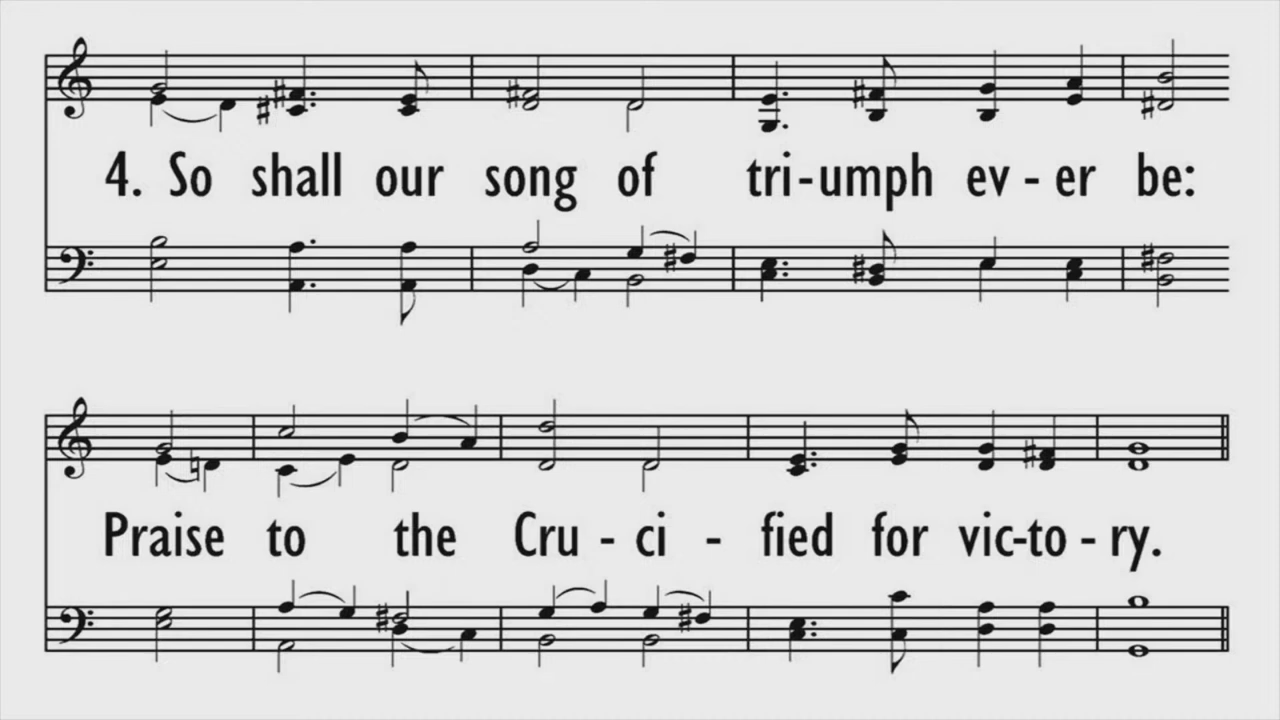 4. So shall our song of tri-umph ev - er be:
Praise to the Cru - ci - fied for vic-to - ry.